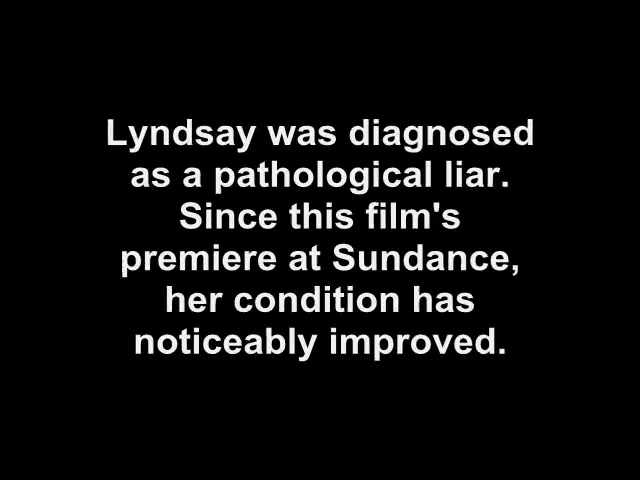 Lyndsay was diagnosed
as a pathological liar.
Since this film's
premiere at Sundance,
her condition has
noticeably improved.